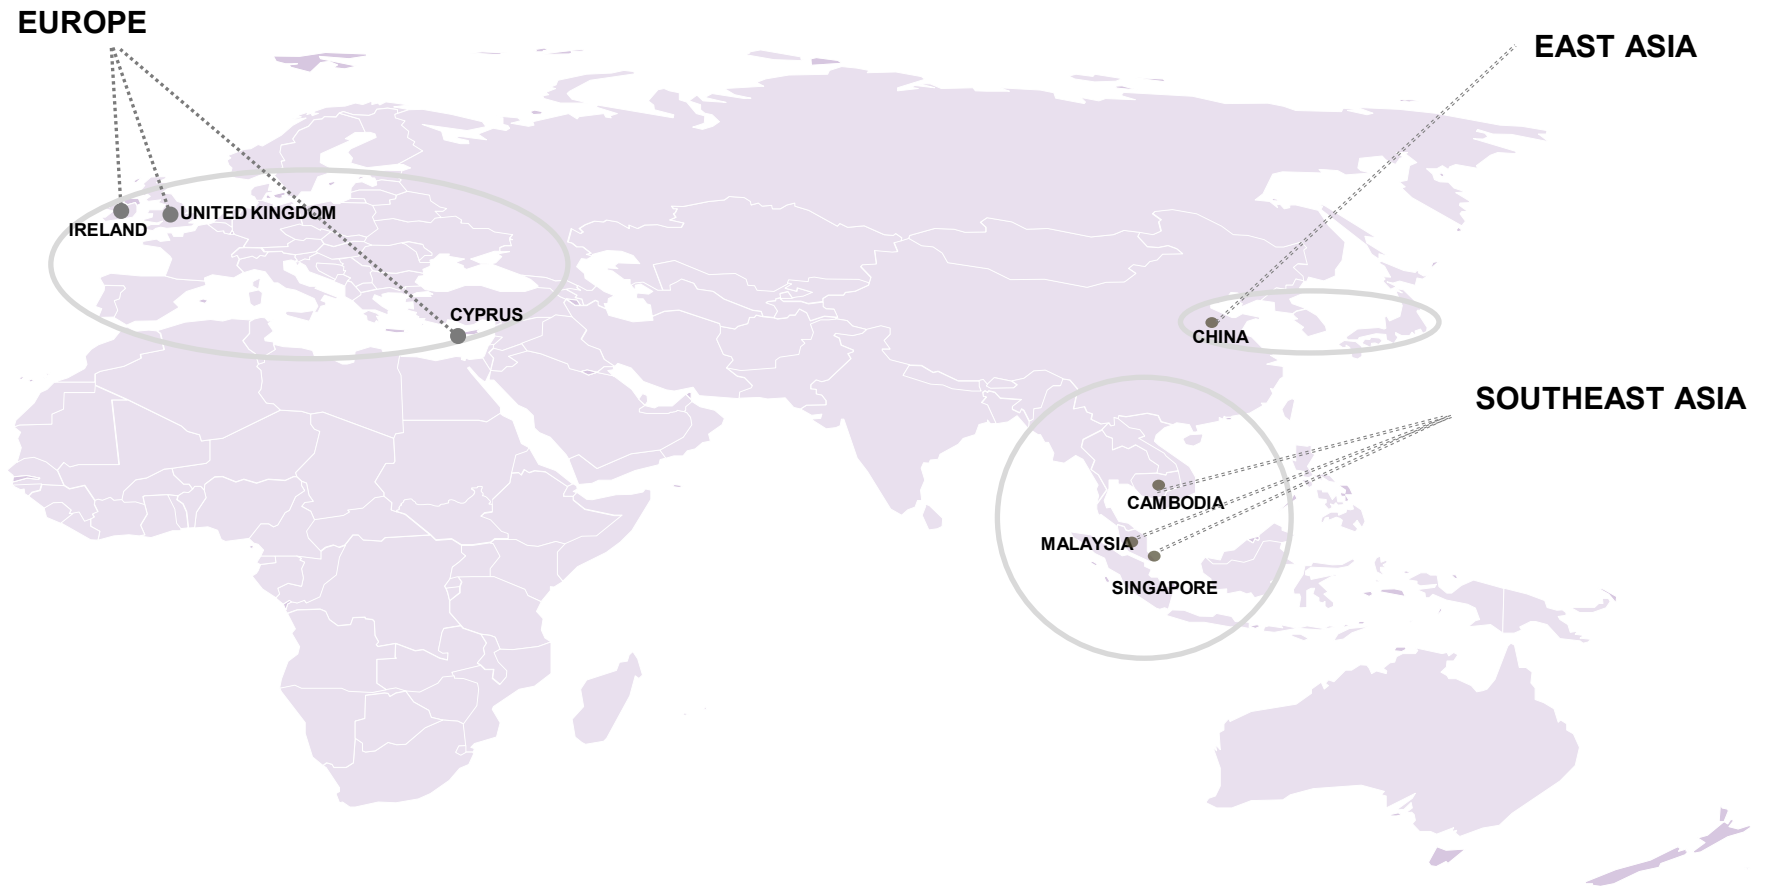 EUROPE
EAST ASIA
UNITED KINGDOM
IRELAND
CYPRUS
CHINA
SOUTHEAST ASIA
CAMBODIA
MALAYSIA
SINGAPORE